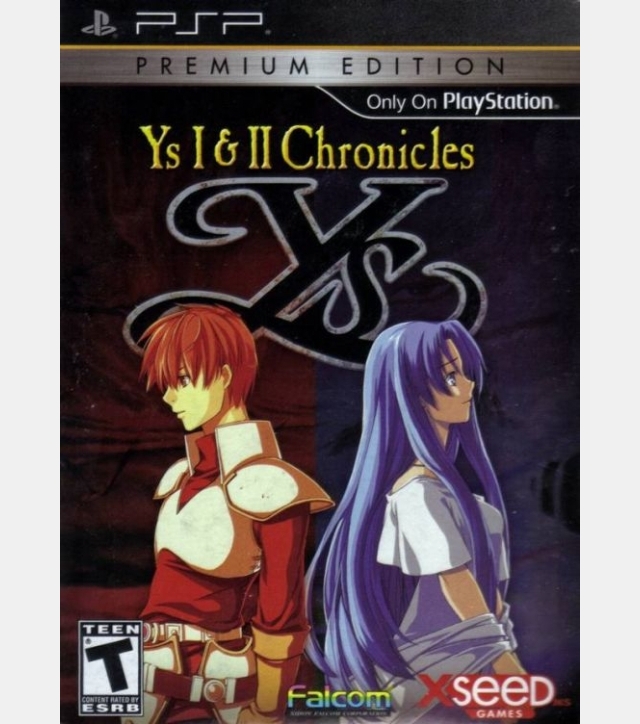 PSP
PREMIUM EDITION
Only On PlayStation®
Ys I & II Chronicles
Ys
TEEN
T
CONTENT RATED BY
ESRB
Falcom
XSEED
GAMES